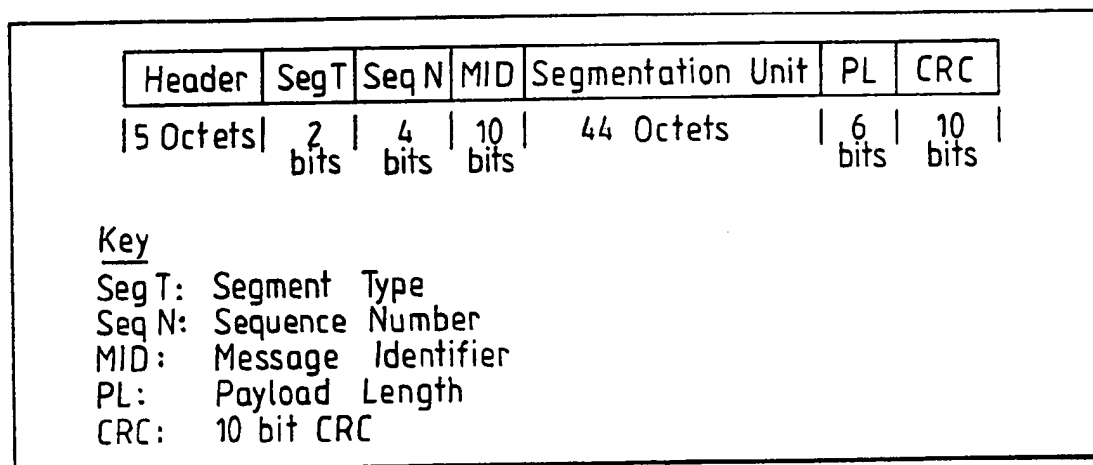 Header SegT SeqN MID Segmentation Unit PL CRC
5 Octets 2 bits 4 bits 10 bits 44 Octets 6 bits 10 bits
Key
SegT: Segment Type
SeqN: Sequence Number
MID: Message Identifier
PL: Payload Length
CRC: 10 bit CRC